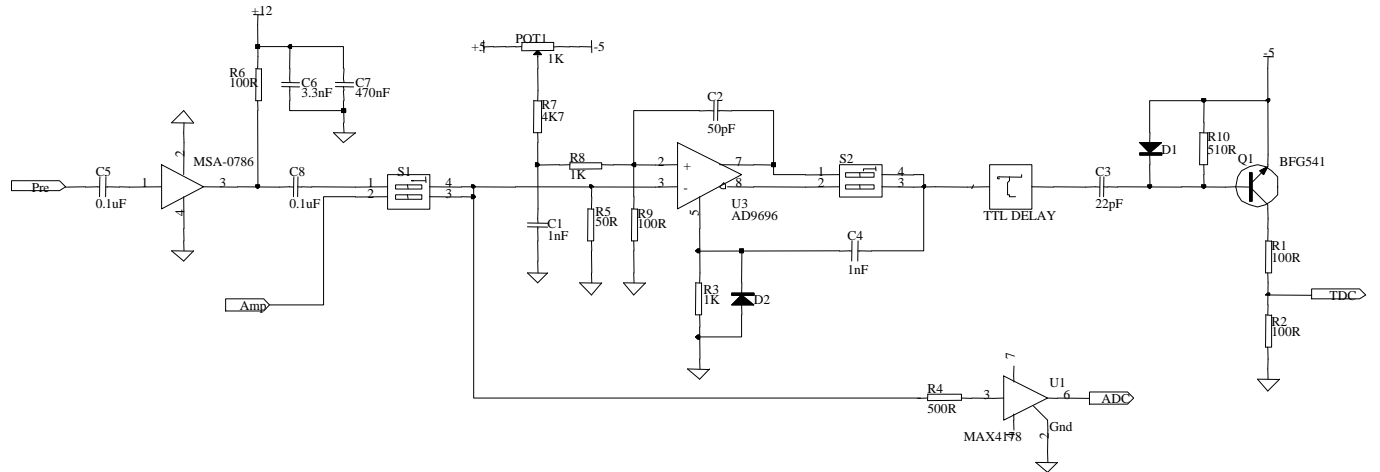 +12
R6
100R
C6
3.3nF
C7
470nF
+5
POT1
1K
-5
R7
4K7
C2
50pF
-5
Pre
C5
0.1uF
1
2
4
3
MSA-0786
C8
0.1uF
S1
1
2
4
3
R8
1K
C1
1nF
R5
50R
R9
100R
2
3
+
-
7
8
5
U3
AD9696
S2
1
2
4
3
TTL DELAY
C3
22pF
D1
R10
510R
Q1
BFG541
C4
1nF
R3
1K
D2
Amp
R1
100R
TDC
R2
100R
R4
500R
3
7
U1
6
ADC
MAX4178
2
Gnd